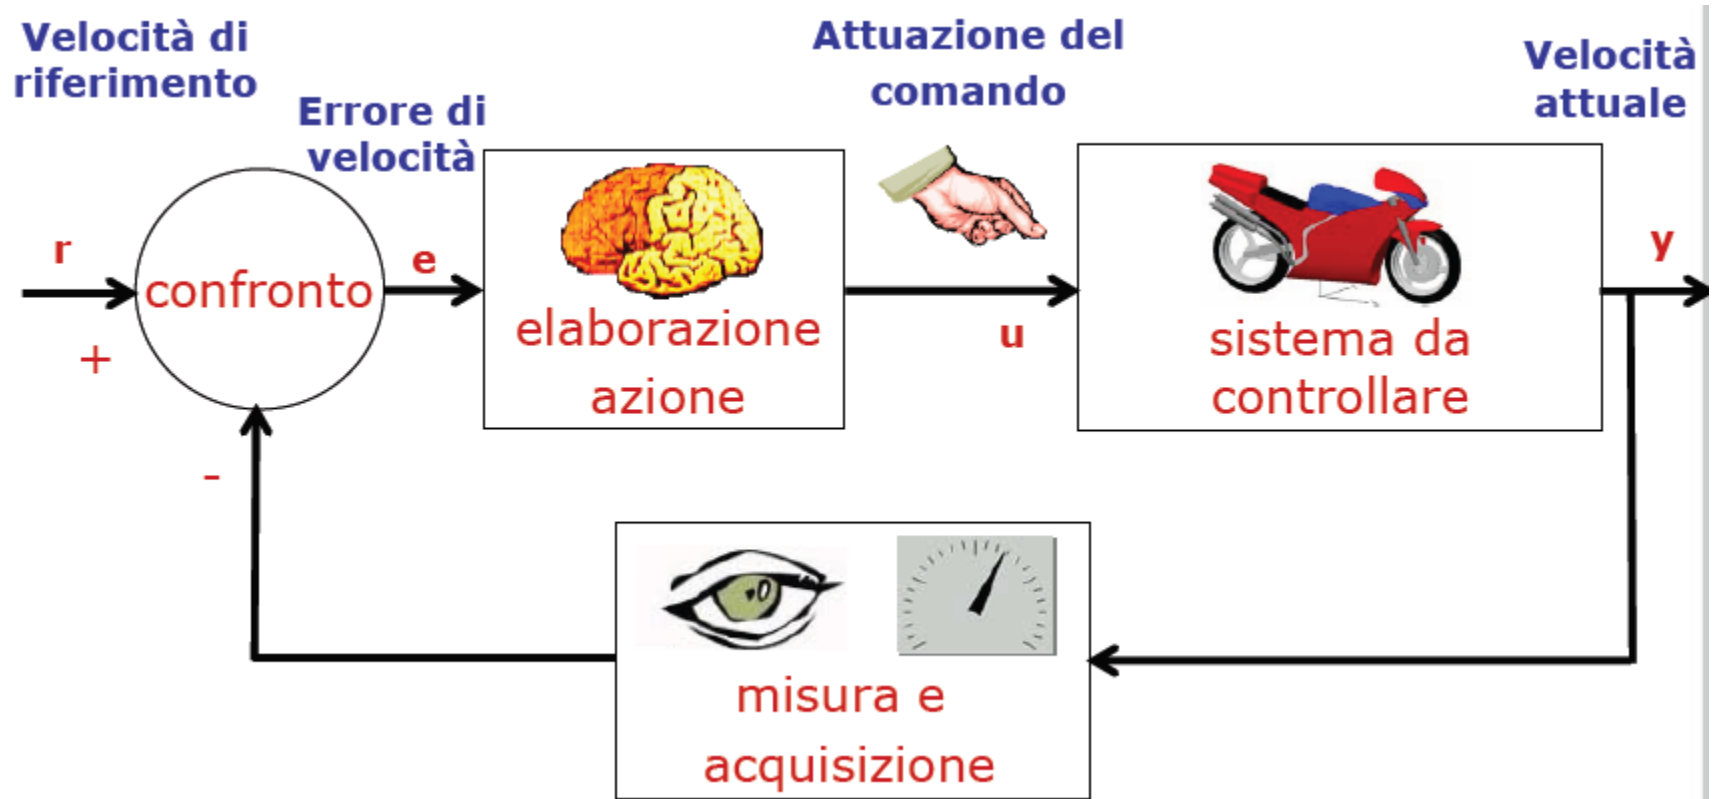 Velocità di
riferimento
Errore di
velocità
Attuazione del
comando
Velocità
attuale
r
+
confronto
-
e
elaborazione
azione
u
sistema da
controllare
y
misura e
acquisizione